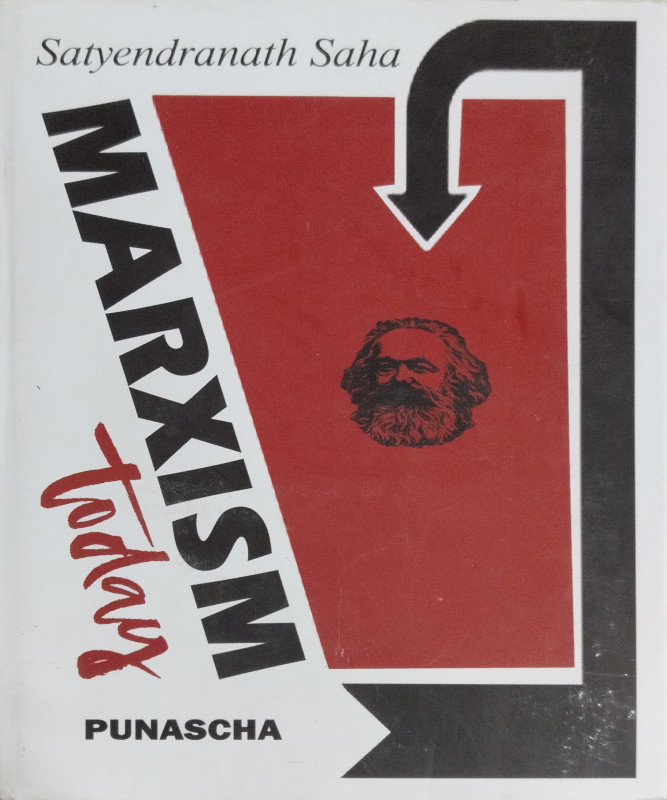 Satyendranath Saha
MARXISM
today
PUNASCHA